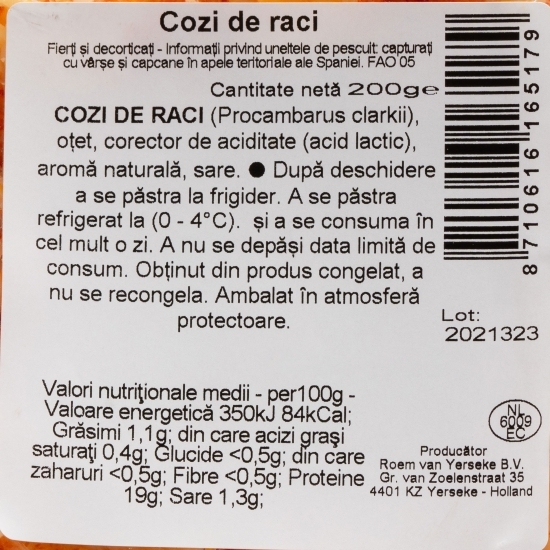 Cozi de raci
Fierți și decorticați - Informații privind uneltele de pescuit: capturați
cu vârșe și capcane în apele teritoriale ale Spaniei. FAO 05
Cantitate netă 200g℮
COZI DE RACI (Procambarus clarkii),
oțet, corector de aciditate (acid lactic),
aromă naturală, sare. ● După deschidere
a se păstra la frigider. A se păstra
refrigerat la (0 - 4°C). și a se consuma în
cel mult o zi. A nu se depăși data limită de
consum. Obținut din produs congelat, a
nu se recongela. Ambalat în atmosferă
protectoare.
8 710616 165179
Lot:
2021323
Valori nutriţionale medii - per100g -
Valoare energetică 350kJ 84kCal;
Grăsimi 1,1g; din care acizi grași
saturaţi 0,4g; Glucide <0,5g; din care
zaharuri <0,5g; Fibre <0,5g; Proteine
19g; Sare 1,3g;
NL
6009
EC
Producător
Roem van Yerseke B.V.
Gr. van Zoelenstraat 35
4401 KZ Yerseke - Holland